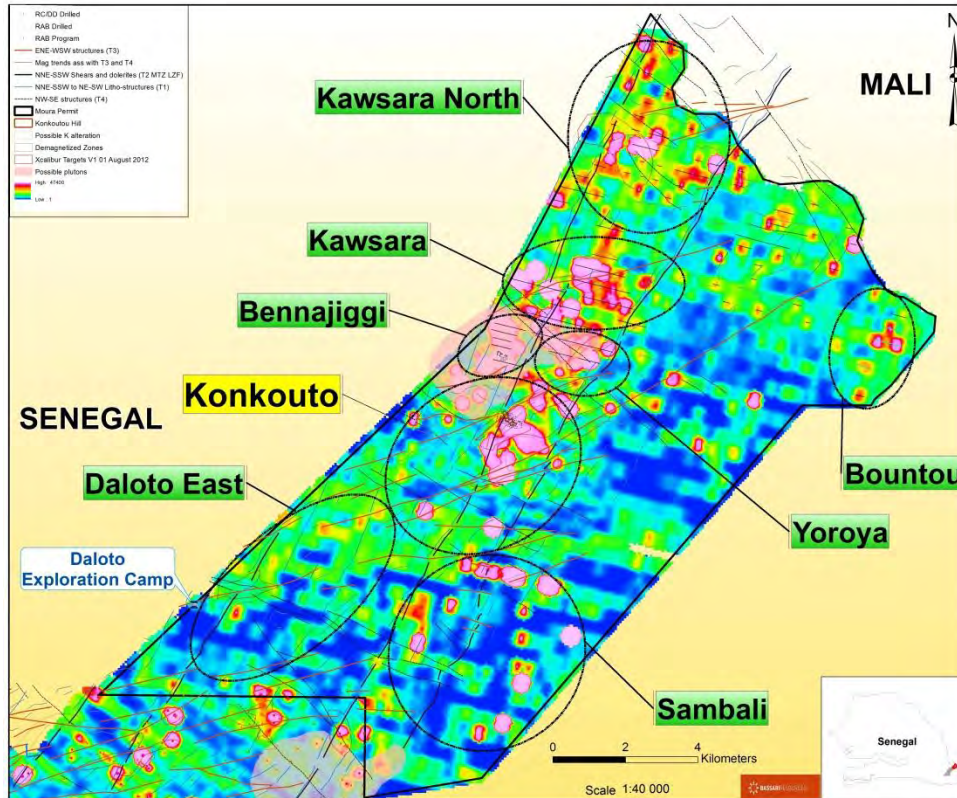 RC/DD Drilled
RAB Drilled
RAB Program
ENE-WSW structures (T3)
Mag trends ass with T3 and T4
NNE-SSW Shears and dolerites (T2 MTZ LZF)
NNE-SSW to NE-SW Litho-structures (T1)
NW-SE structures (T4)
Moura Permit
Konkoutou Hill
Possible K alteration
Demagnetized Zones
Xcalibur Targets V1 01 August 2012
Possible plutons
High 47400
Low 1
N
MALI
Kawsara North
Kawsara
Bennajiggi
Konkouto
SENEGAL
Daloto East
Bountou
Yoroya
Daloto
Exploration Camp
Sambali
0 2 4
Kilometers
Scale 1:40 000
BASSARI RESOURCES
Senegal